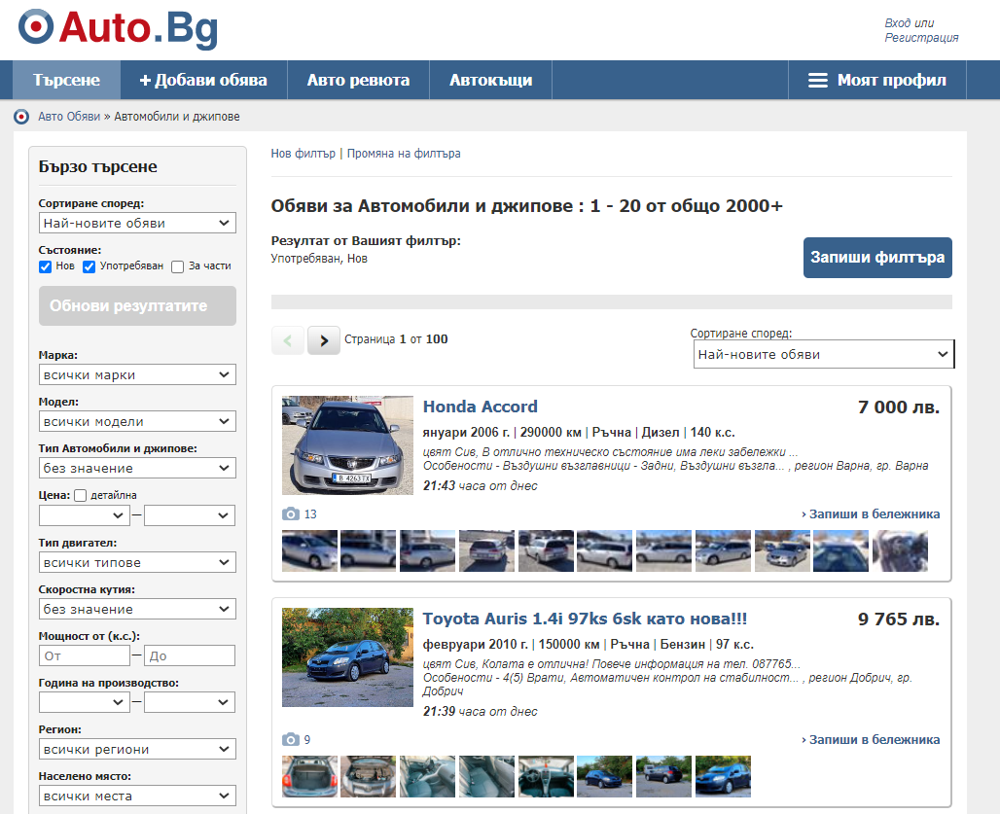 Auto.Bg
Вход или
Регистрация
Търсене
+ Добави обява
Авто ревюта
Автокъщи
Моят профил
Авто Обяви » Автомобили и джипове
Бързо търсене
Сортиране според:
Най-новите обяви
Състояние:
Нов Употребяван За части
Обнови резултатите
Марка:
всички марки
Модел:
всички модели
Тип Автомобили и джипове:
без значение
Цена: детайлна
Тип двигател:
всички типове
Скоростна кутия:
без значение
Мощност от (к.с.):
От — До
Година на производство:
Регион:
всички региони
Населено място:
всички места
Нов филтър | Промяна на филтъра
Обяви за Автомобили и джипове : 1 - 20 от общо 2000+
Резултат от Вашият филтър:
Употребяван, Нов
Запиши филтъра
Страница 1 от 100
Сортиране според:
Най-новите обяви
Honda Accord
7 000 лв.
януари 2006 г. | 290000 км | Ръчна | Дизел | 140 к.с.
цвят Сив, В отлично техническо състояние има леки забележки ...
Особености - Въздушни възглавници - Задни, Въздушни възгла... , регион Варна, гр. Варна
21:43 часа от днес
13
› Запиши в бележника
Toyota Auris 1.4i 97ks 6sk като нова!!!
9 765 лв.
февруари 2010 г. | 150000 км | Ръчна | Бензин | 97 к.с.
цвят Сив, Колата е отлична! Повече информация на тел. 087765...
Особености - 4(5) Врати, Автоматичен контрол на стабилност... , регион Добрич, гр.
Добрич
21:39 часа от днес
9
› Запиши в бележника